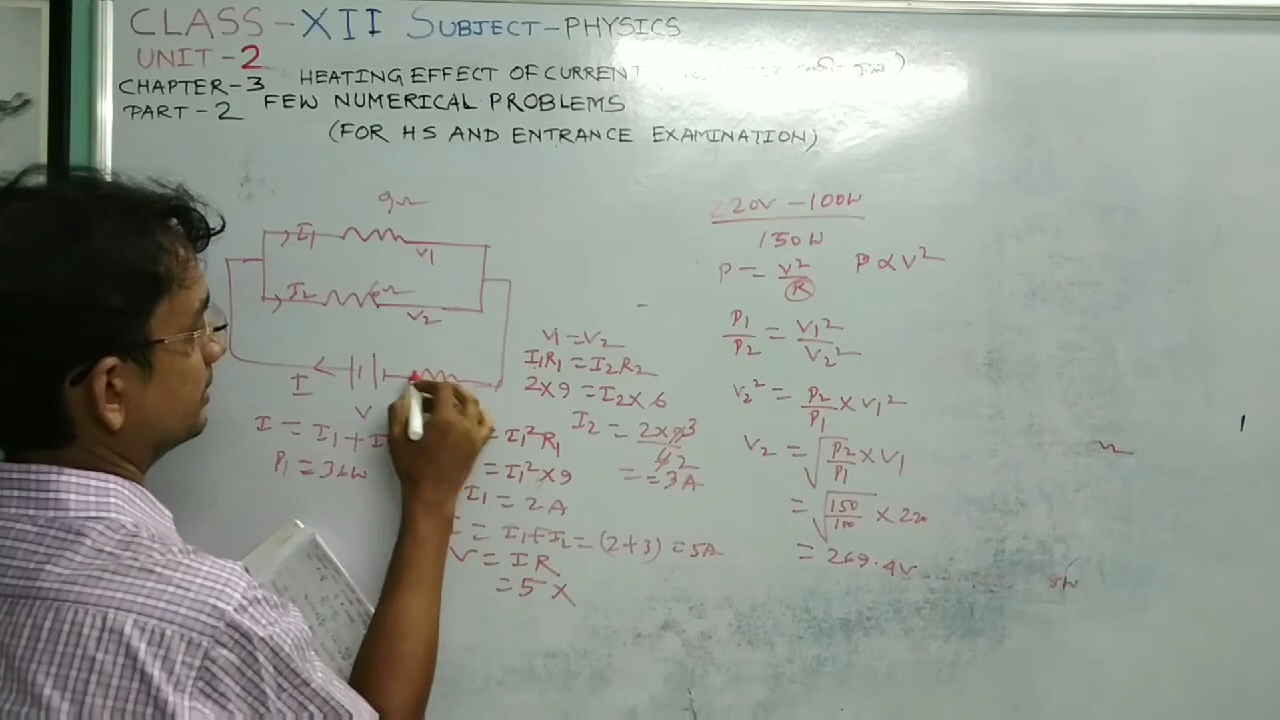 CLASS-XII SUBJECT-PHYSICS
UNIT-2
CHAPTER-3 HEATING EFFECT OF CURRENT
PART-2 FEW NUMERICAL PROBLEMS
(FOR HS AND ENTRANCE EXAMINATION)
9Ω
I1
V1
I2
V2
I
V
I = I1 + I
P1 = 36W
= I1²R1
= I1² × 9
I1 = 2A
= I1+I2 = (2+3) = 5A
V = IR
= 5 ×
V1 = V2
I1R1 = I2R2
2×9 = I2×6
I2 = 2×9 3
6 2
= 3A
220V - 100W
150W
P = V²/R P ∝ V²
P1/P2 = V1²/V2²
V2² = P2/P1 × V1²
V2 = √P2/P1 × V1
= √150/100 × 220
= 269.4V